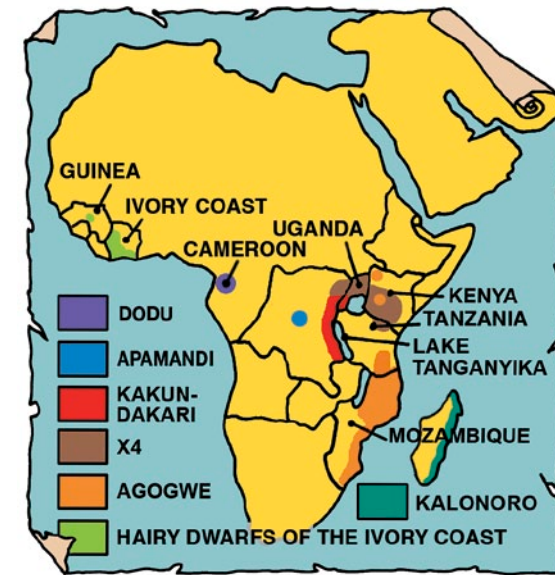 GUINEA
IVORY COAST
UGANDA
CAMEROON
KENYA
TANZANIA
LAKE
TANGANYIKA
MOZAMBIQUE
DODU
APAMANDI
KAKUN-
DAKARI
X4
AGOGWE
KALONORO
HAIRY DWARFS OF THE IVORY COAST